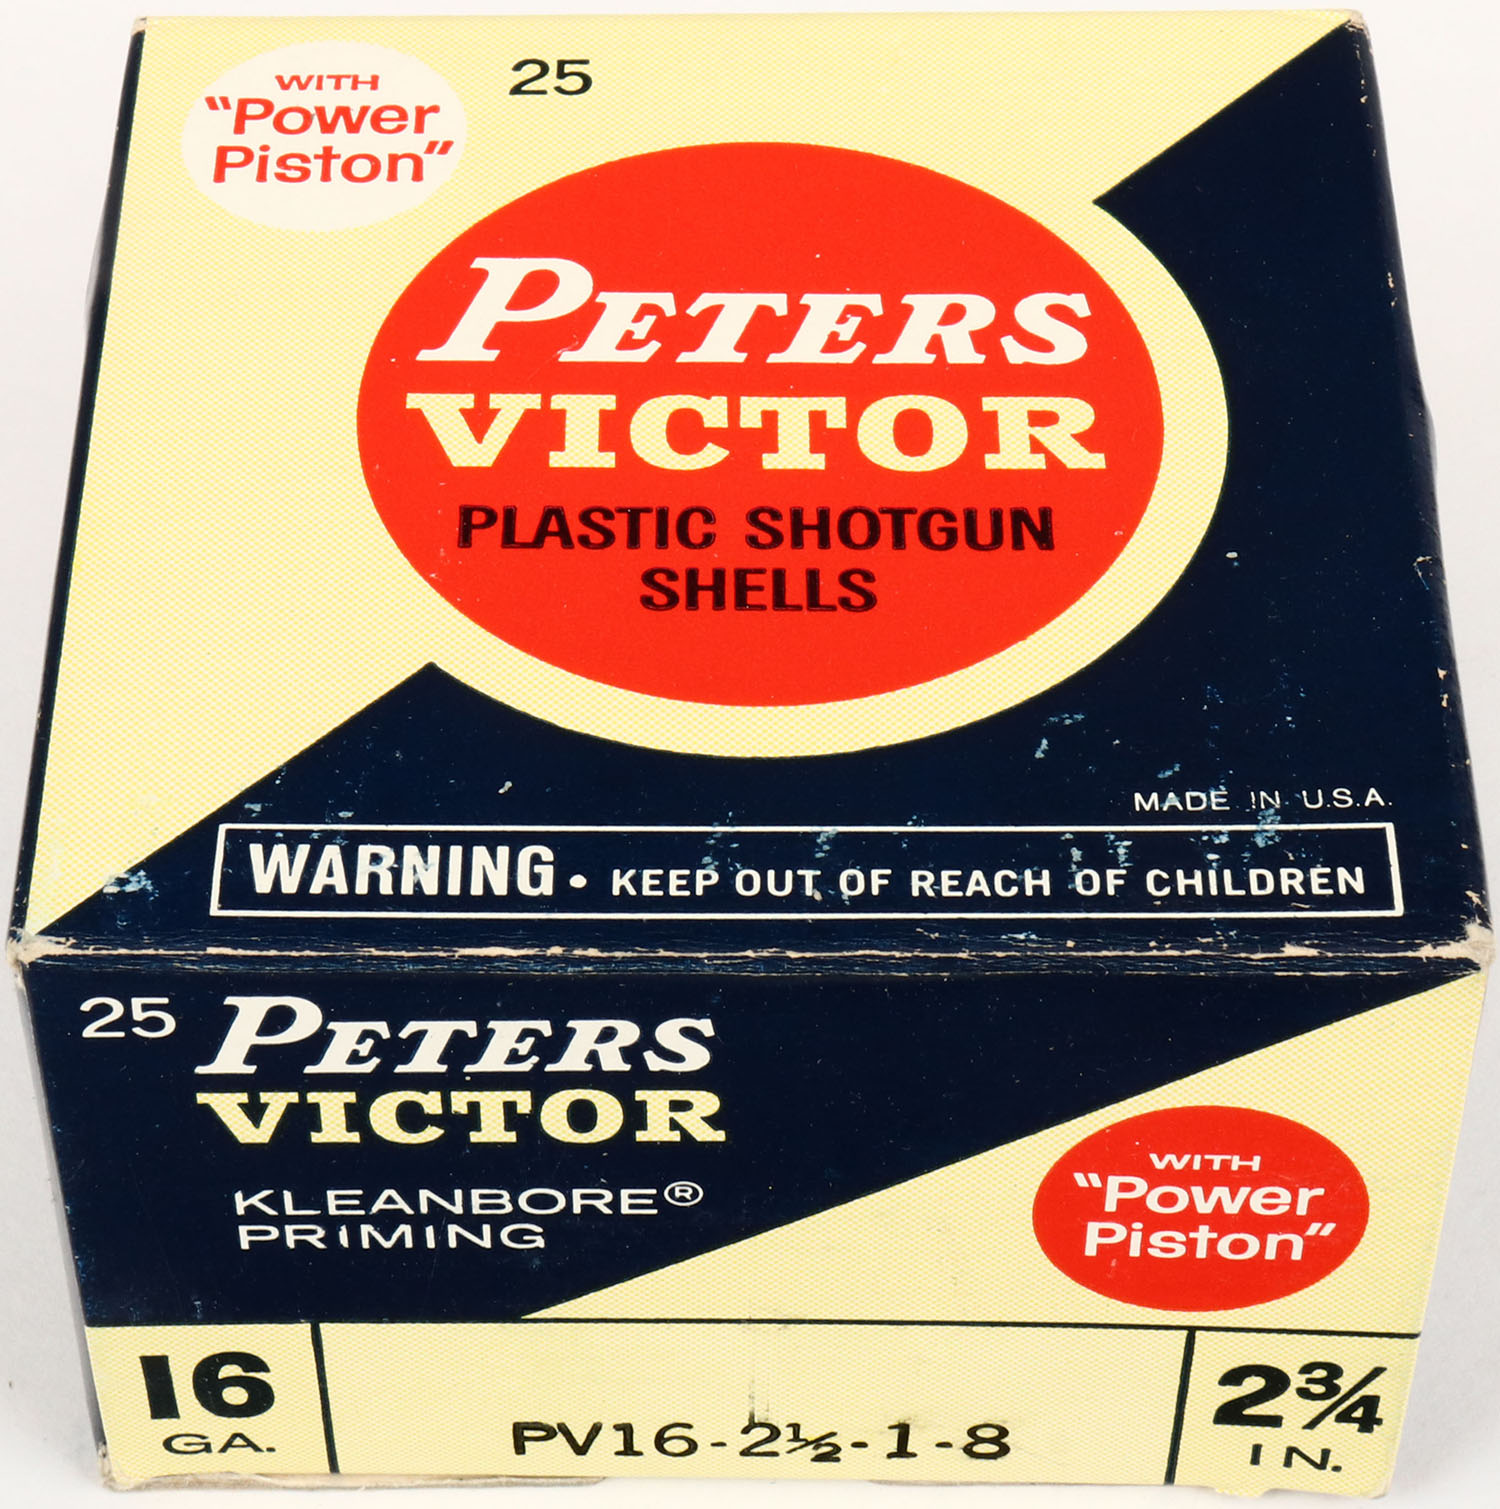 WITH
"Power
Piston"
25
PETERS
VICTOR
PLASTIC SHOTGUN
SHELLS
MADE IN U.S.A.
WARNING • KEEP OUT OF REACH OF CHILDREN
25 PETERS
VICTOR
KLEANBORE®
PRIMING
WITH
"Power
Piston"
16
GA.
PV16-2½-1-8
2¾
IN.